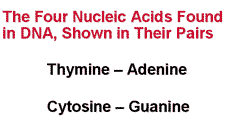 The Four Nucleic Acids Found
in DNA, Shown in Their Pairs
Thymine – Adenine
Cytosine – Guanine